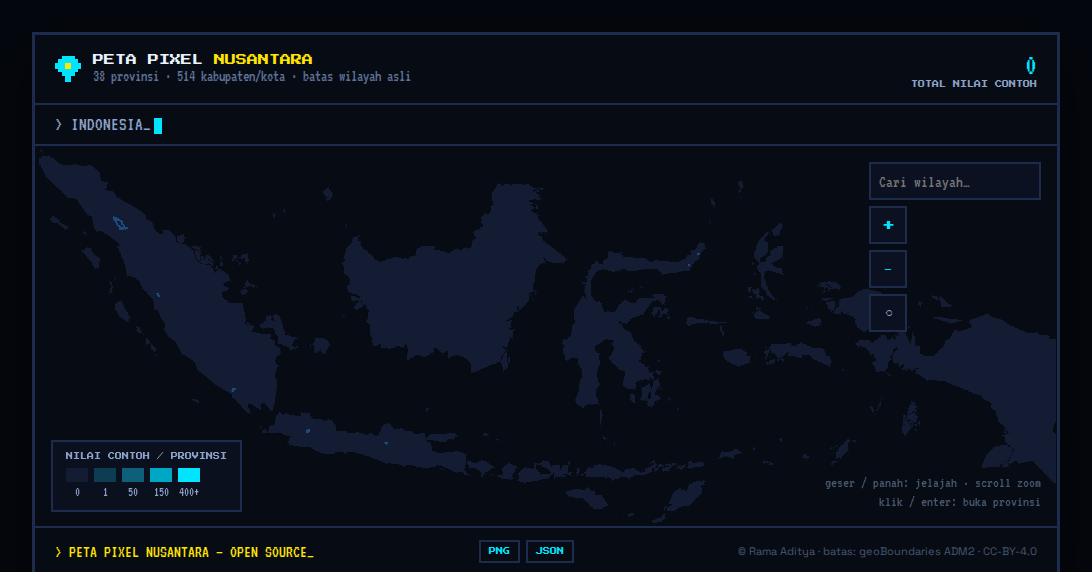 PETA PIXEL NUSANTARA
38 provinsi · 514 kabupaten/kota · batas wilayah asli
0
TOTAL NILAI CONTOH
> INDONESIA_
Cari wilayah…
+
−
○
NILAI CONTOH / PROVINSI
0 1 50 150 400+
geser / panah: jelajah · scroll zoom
klik / enter: buka provinsi
> PETA PIXEL NUSANTARA — OPEN SOURCE_
PNG JSON
© Rama Aditya · batas: geoBoundaries ADM2 · CC-BY-4.0